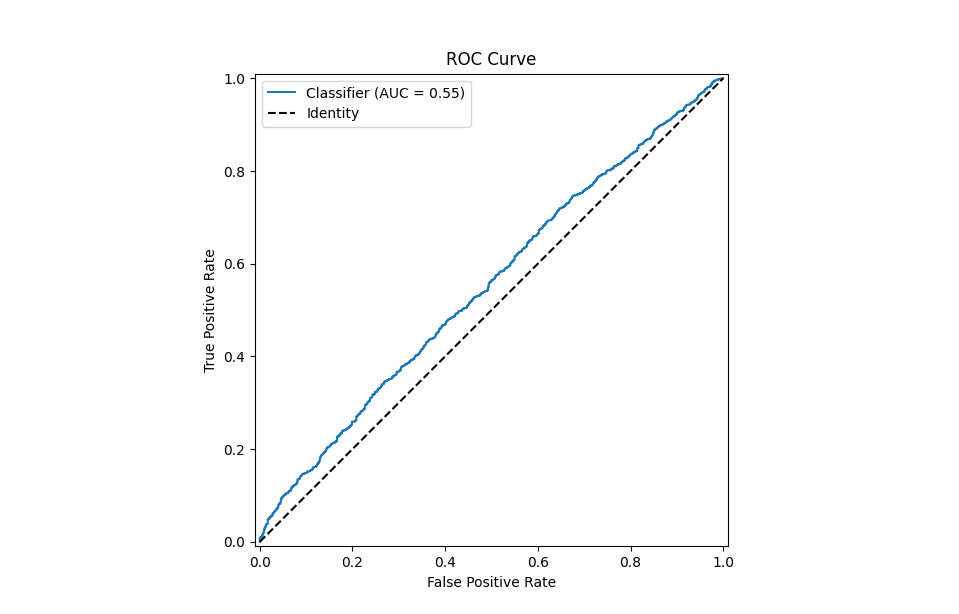 ROC Curve
Classifier (AUC = 0.55)
Identity
True Positive Rate
1.0
0.8
0.6
0.4
0.2
0.0
0.0 0.2 0.4 0.6 0.8 1.0
False Positive Rate